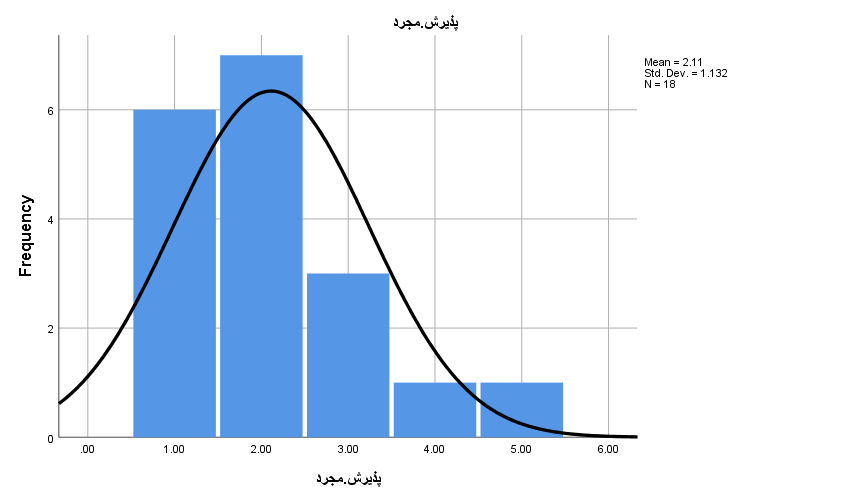 پذیرش.مجرد
Mean = 2.11
Std. Dev. = 1.132
N = 18
Frequency
6
4
2
0
.00 1.00 2.00 3.00 4.00 5.00 6.00
پذیرش.مجرد